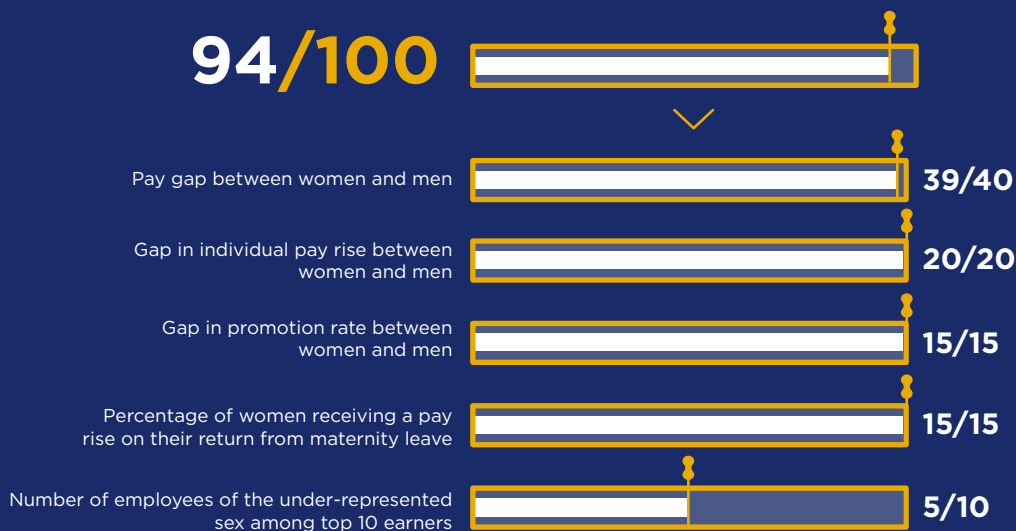 94/100
Pay gap between women and men
39/40
Gap in individual pay rise between
women and men
20/20
Gap in promotion rate between
women and men
15/15
Percentage of women receiving a pay
rise on their return from maternity leave
15/15
Number of employees of the under-represented
sex among top 10 earners
5/10